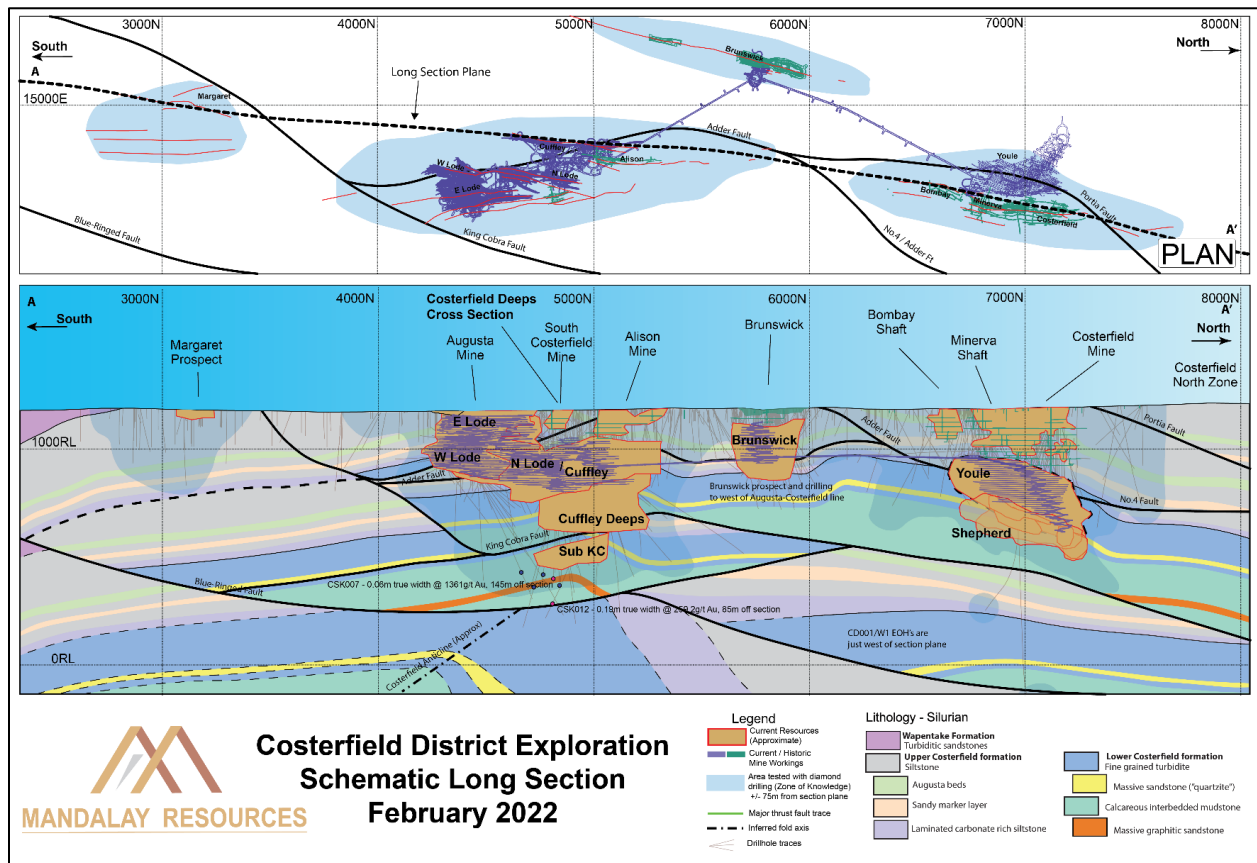 3000N
4000N
5000N
6000N
7000N
8000N
South
North
A
15000E
Margaret
Long Section Plane
Brunswick
Adder Fault
Cuffley
Alison
W Lode
N Lode
E Lode
Youle
Bombay
Minerva
Costerfield
Portia Fault
Blue-Ringed Fault
King Cobra Fault
No.4 / Adder Ft
A'
PLAN
A
3000N
4000N
5000N
6000N
7000N
8000N
A'
South
North
Costerfield Deeps
Cross Section
Margaret
Prospect
Augusta
Mine
South
Costerfield
Mine
Alison
Mine
Brunswick
Bombay
Shaft
Minerva
Shaft
Costerfield
Mine
Costerfield
North Zone
1000RL
E Lode
W Lode
N Lode
Cuffley
Brunswick
Adder Fault
Portia Fault
Youle
Adder Fault
Brunswick prospect and drilling
to west of Augusta-Costerfield line
No.4 Fault
Cuffley Deeps
Shepherd
King Cobra Fault
Sub KC
Blue-Ringed Fault
CSK007 - 0.06m true width @ 1361g/t Au, 145m off section
CSK012 - 0.19m true width @ 259.2g/t Au, 85m off section
CD001/W1 EOH's are
just west of section plane
0RL
Costerfield Anticline (Approx)
MANDALAY RESOURCES
Costerfield District Exploration
Schematic Long Section
February 2022
Legend
Current Resources
(Approximate)
Current / Historic
Mine Workings
Area tested with diamond
drilling (Zone of Knowledge)
+/- 75m from section plane
Major thrust fault trace
Inferred fold axis
Drillhole traces
Lithology - Silurian
Wapentake Formation
Turbiditic sandstones
Upper Costerfield formation
Siltstone
Augusta beds
Sandy marker layer
Laminated carbonate rich siltstone
Lower Costerfield formation
Fine grained turbidite
Massive sandstone ("quartzite")
Calcareous interbedded mudstone
Massive graphitic sandstone